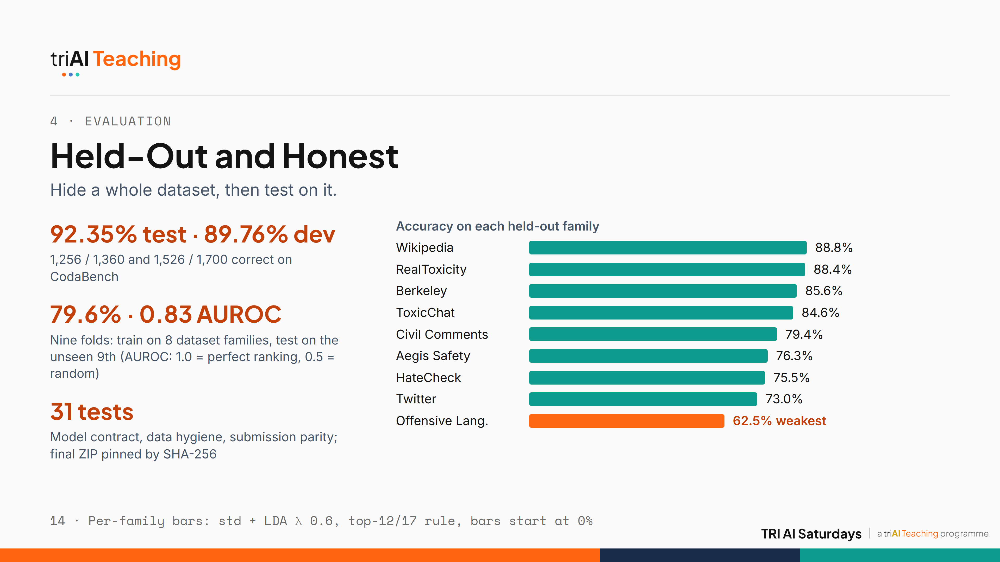 triAI Teaching
4 · EVALUATION
Held-Out and Honest
Hide a whole dataset, then test on it.
92.35% test · 89.76% dev
1,256 / 1,360 and 1,526 / 1,700 correct on
CodaBench
79.6% · 0.83 AUROC
Nine folds: train on 8 dataset families, test on the
unseen 9th (AUROC: 1.0 = perfect ranking, 0.5 =
random)
31 tests
Model contract, data hygiene, submission parity;
final ZIP pinned by SHA-256
Accuracy on each held-out family
Wikipedia 88.8%
RealToxicity 88.4%
Berkeley 85.6%
ToxicChat 84.6%
Civil Comments 79.4%
Aegis Safety 76.3%
HateCheck 75.5%
Twitter 73.0%
Offensive Lang. 62.5% weakest
14 · Per-family bars: std + LDA λ 0.6, top-12/17 rule, bars start at 0%
TRI AI Saturdays | a triAI Teaching programme